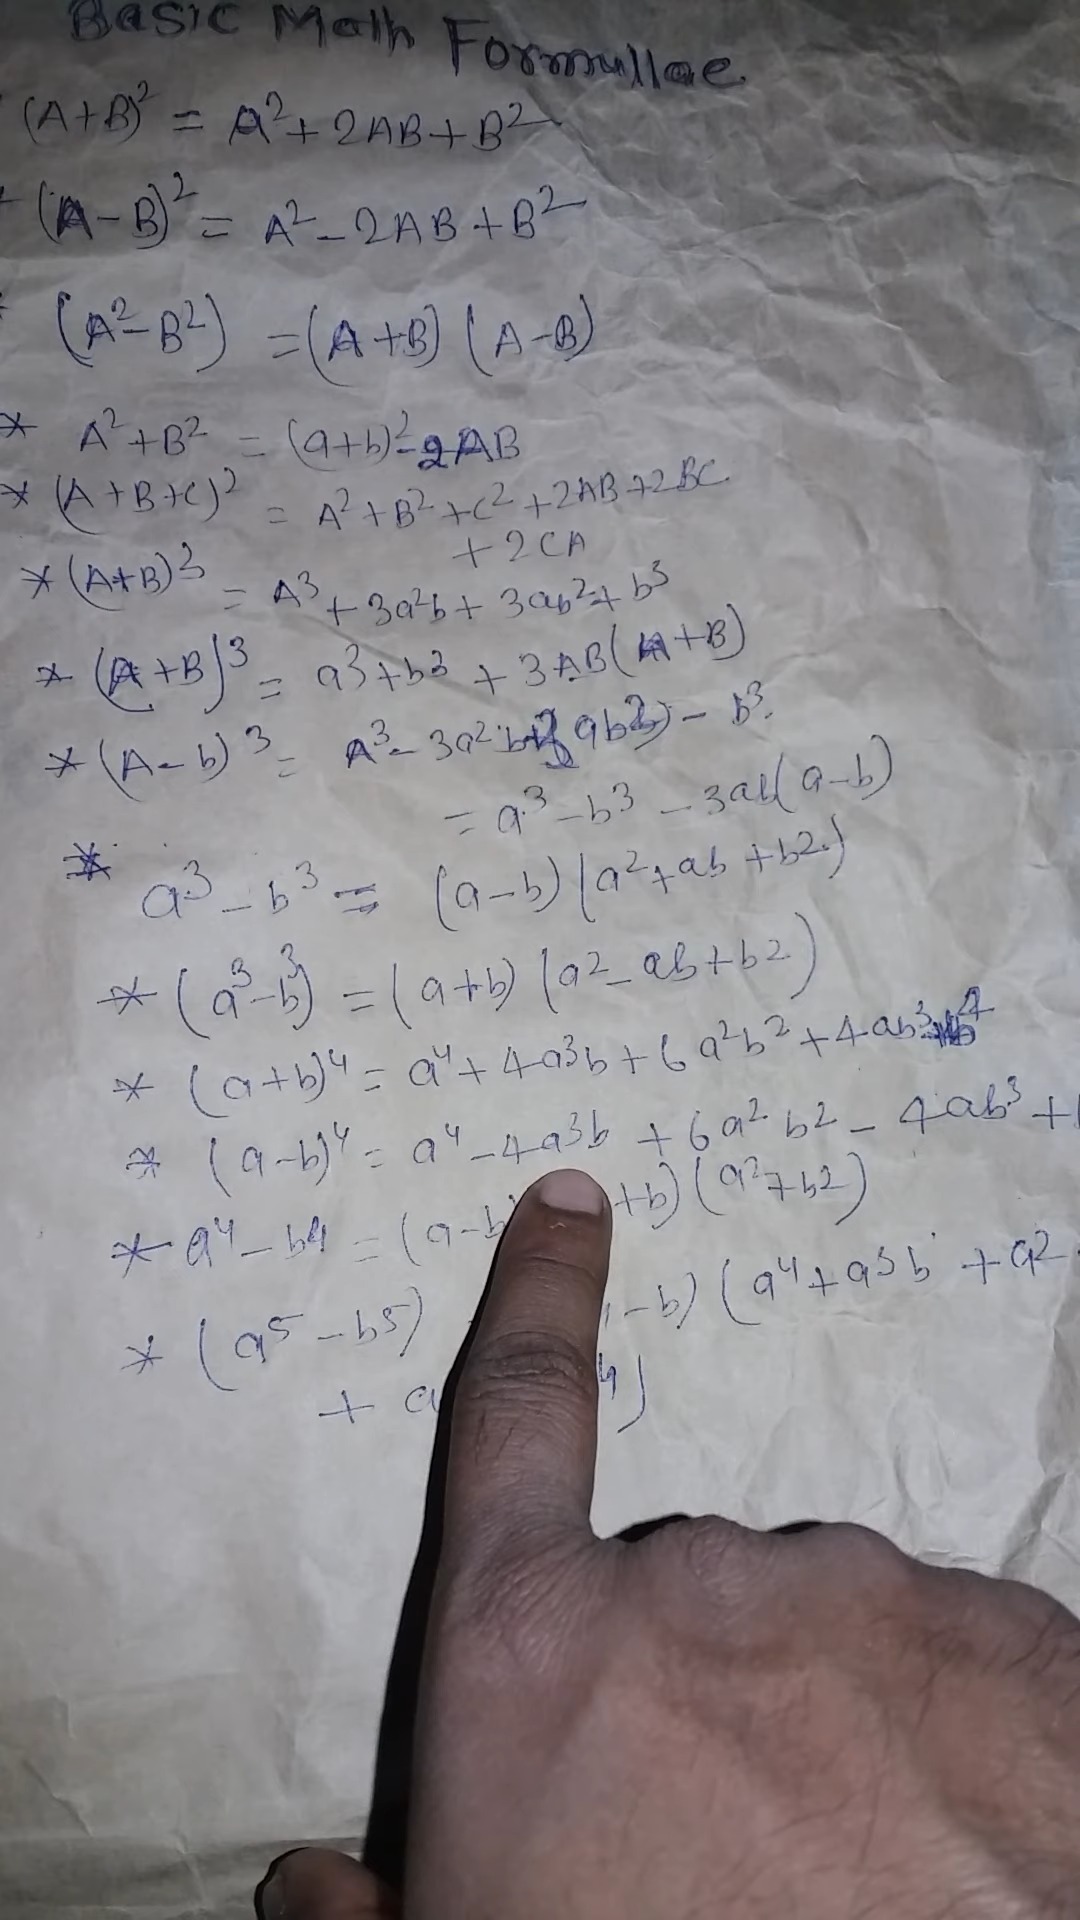 Basic Math Formullae
(A+B)² = A²+2AB+B²
(A-B)² = A²-2AB+B²
(A²-B²) = (A+B) (A-B)
* A²+B² = (a+b)²-2AB
* (A+B+C)² = A²+B²+C²+2AB+2BC
+2CA
* (A+B)³ = A³+3a²b+3ab²+b³
* (A+B)³ = a³+b³+3AB(A+B)
* (A-b)³ = A³-3a²b+3ab²)-b³.
= a³-b³-3ab(a-b)
* a³-b³ = (a-b) (a²+ab+b2)
* (a³-b³) = (a+b) (a2-ab+b2)
* (a+b)⁴ = a⁴+4a³b+6a²b²+4ab³+b⁴
* (a-b)⁴ = a⁴-4a³b+6a²b2-4ab³+
* a⁴-b4 = (a-b +b) (a²+b2)
* (a5-b5) -b) (a⁴+a3b+a2
+ a 4)